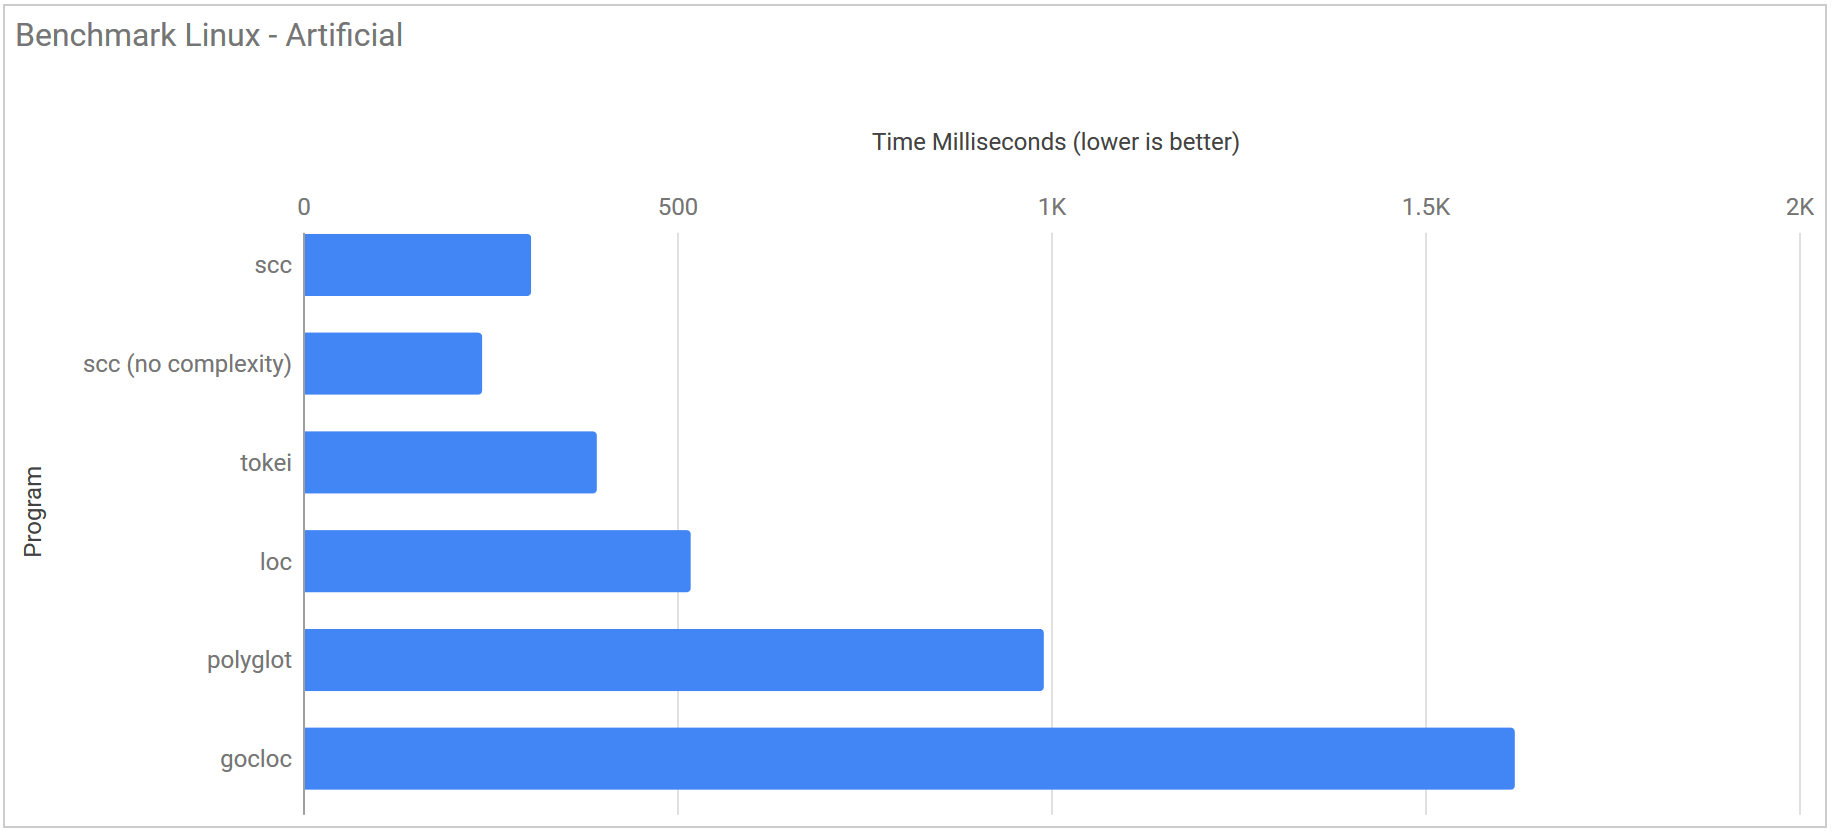 Benchmark Linux - Artificial
Time Milliseconds (lower is better)
0 500 1K 1.5K 2K
scc
scc (no complexity)
tokei
loc
polyglot
gocloc
Program